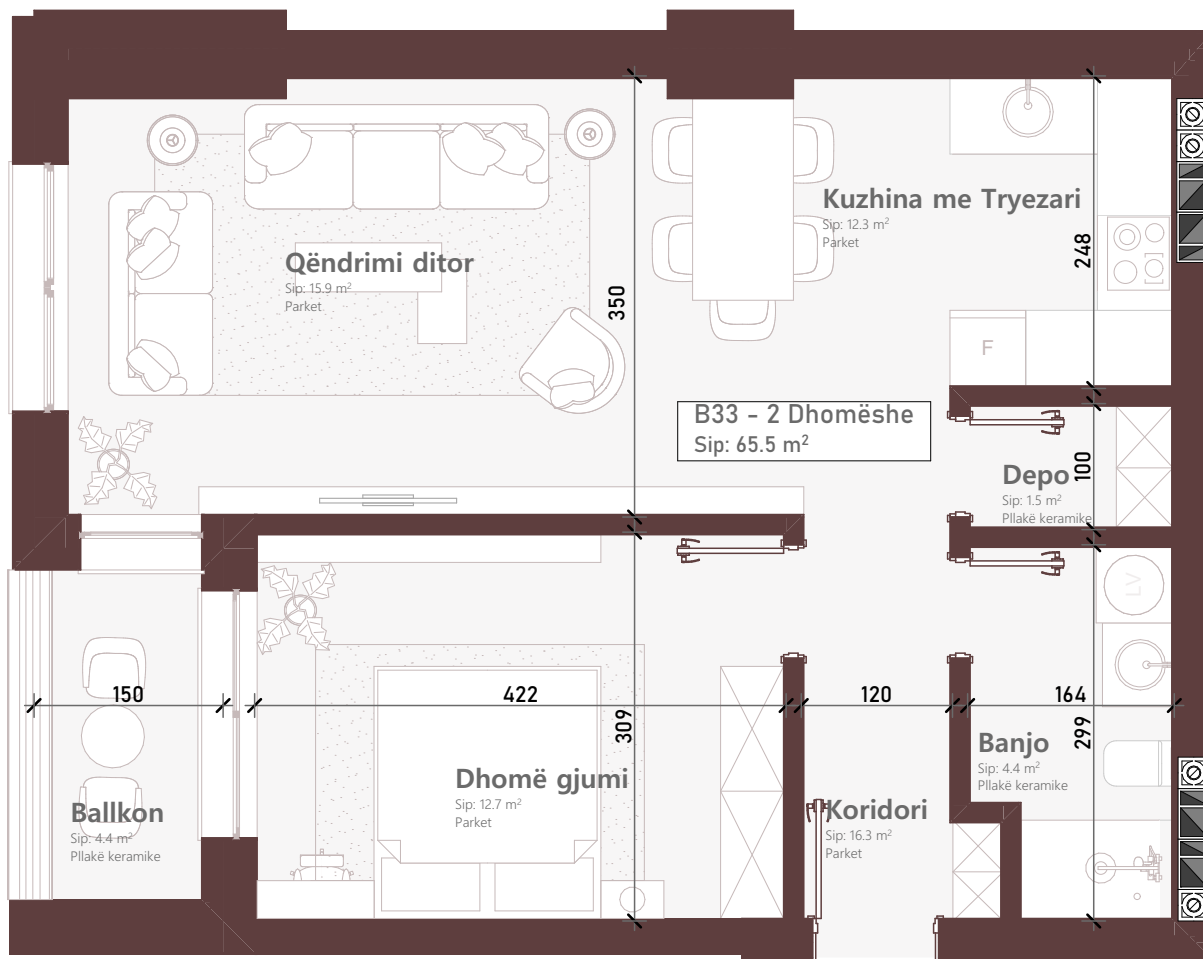 Kuzhina me Tryezari
Sip: 12.3 m²
Parket
248
Qëndrimi ditor
Sip: 15.9 m²
Parket
350
F
B33 - 2 Dhomëshe
Sip: 65.5 m²
Depo
100
Sip: 1.5 m²
Pllakë keramike
LV
150
422
120
164
309
299
Banjo
Sip: 4.4 m²
Pllakë keramike
Dhomë gjumi
Sip: 12.7 m²
Parket
Ballkon
Sip: 4.4 m²
Pllakë keramike
Koridori
Sip: 16.3 m²
Parket